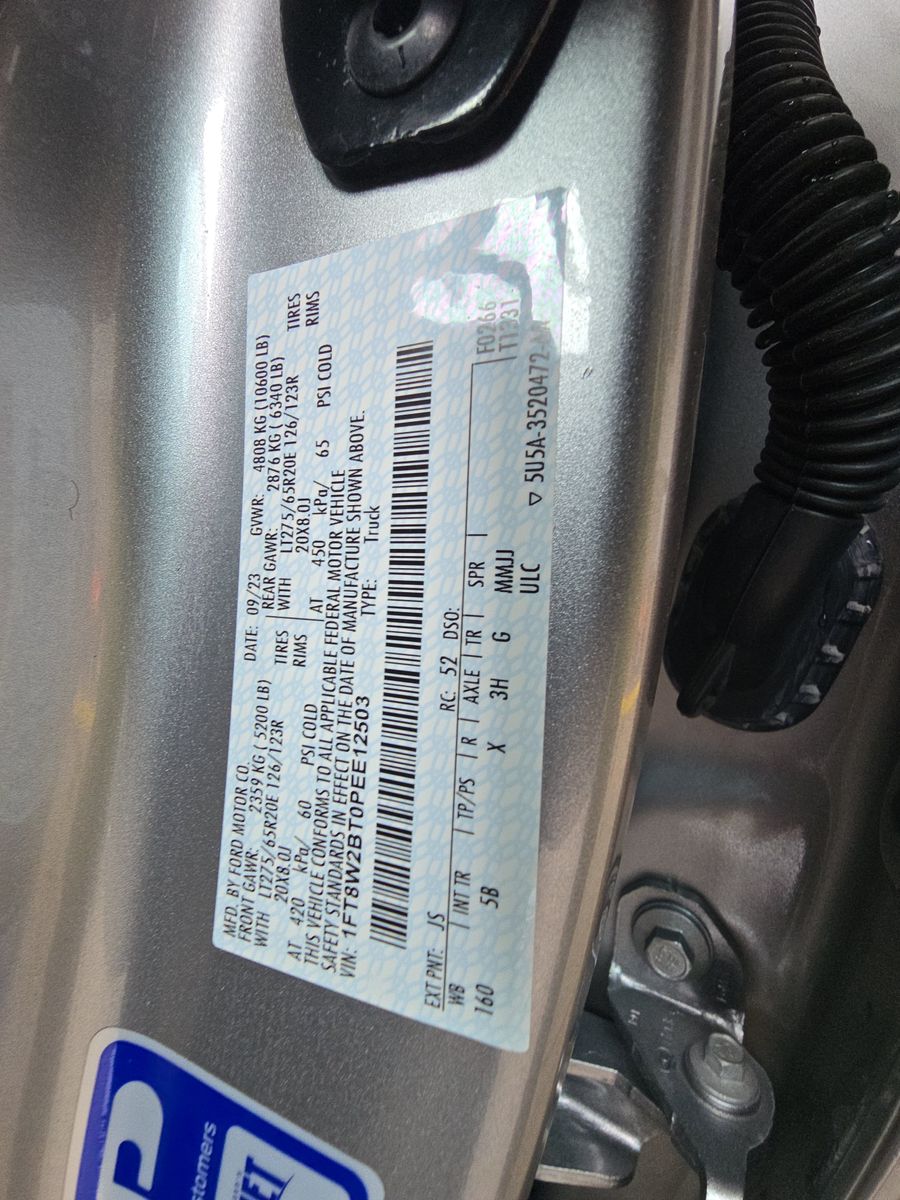 MFD. BY FORD MOTOR CO.
DATE: 09/23
GVWR: 4808 KG (10600 LB)
FRONT GAWR: 2359 KG ( 5200 LB)
REAR GAWR: 2876 KG ( 6340 LB)
WITH LT275/65R20E 126/123R TIRES
WITH LT275/65R20E 126/123R TIRES
20X8.0J RIMS
20X8.0J RIMS
AT 420 kPa/ 60 PSI COLD
AT 450 kPa/ 65 PSI COLD
THIS VEHICLE CONFORMS TO ALL APPLICABLE FEDERAL MOTOR VEHICLE
SAFETY STANDARDS IN EFFECT ON THE DATE OF MANUFACTURE SHOWN ABOVE.
VIN: 1FT8W2BT0PEE12503
TYPE: Truck
EXT PNT: JS RC: 52 DSO:
F0266
WB | INT TR | TP/PS | R | AXLE | TR | SPR |
T1331
160 5B X 3H G MMJJ
ULC
▽ 5U5A-3520472
stomers